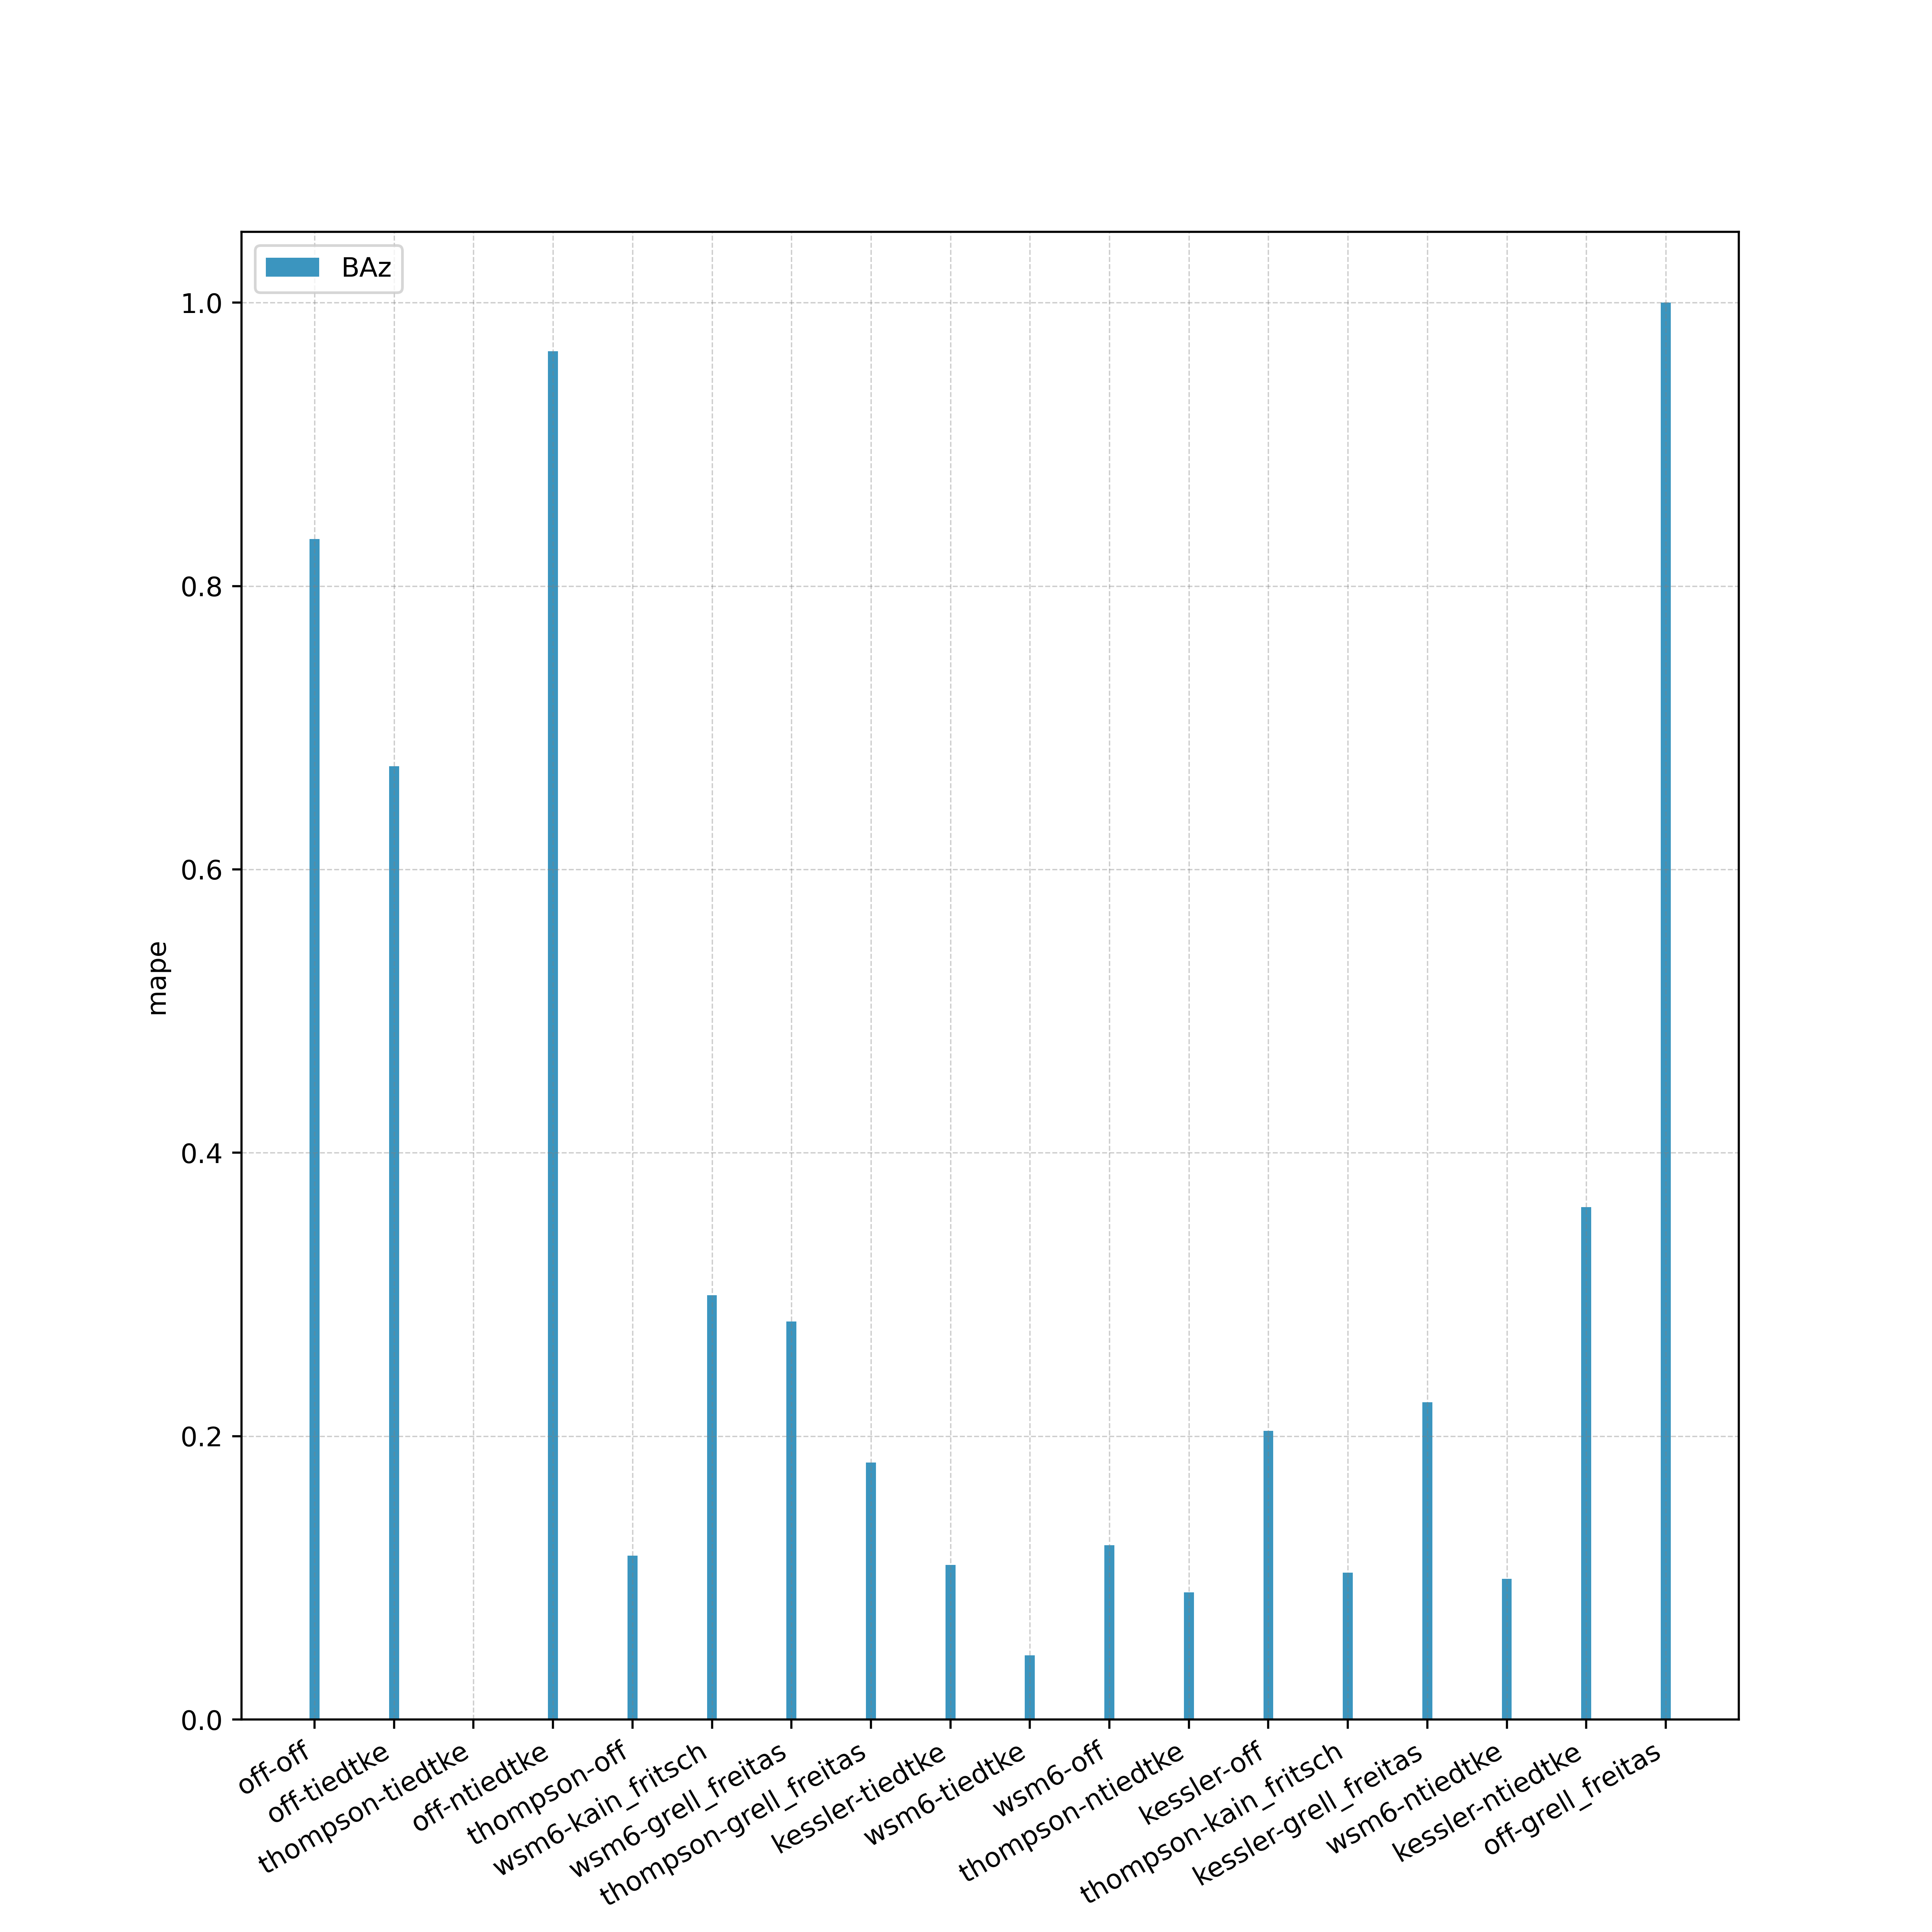 BAz
1.0
0.8
0.6
0.4
0.2
0.0
mape
off-off
off-tiedtke
thompson-tiedtke
off-ntiedtke
thompson-off
wsm6-kain_fritsch
wsm6-grell_freitas
thompson-grell_freitas
kessler-tiedtke
wsm6-tiedtke
wsm6-off
thompson-ntiedtke
kessler-off
thompson-kain_fritsch
kessler-grell_freitas
wsm6-ntiedtke
kessler-ntiedtke
off-grell_freitas